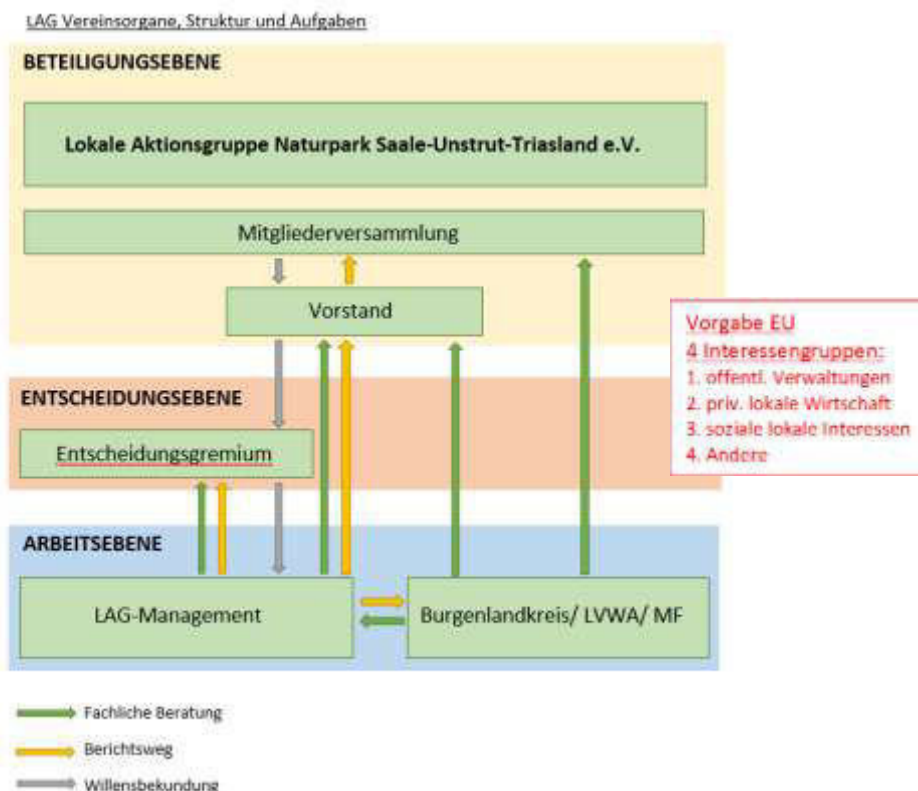 LAG Vereinsorgane, Struktur und Aufgaben
BETEILIGUNGSEBENE
Lokale Aktionsgruppe Naturpark Saale-Unstrut-Triasland e.V.
Mitgliederversammlung
Vorstand
Vorgabe EU
4 Interessengruppen:
1. offentl. Verwaltungen
2. priv. lokale Wirtschaft
3. soziale lokale Interessen
4. Andere
ENTSCHEIDUNGSEBENE
Entscheidungsgremium
ARBEITSEBENE
LAG-Management
Burgenlandkreis/ LVWA/ MF
Fachliche Beratung
Berichtsweg
Willensbekundung